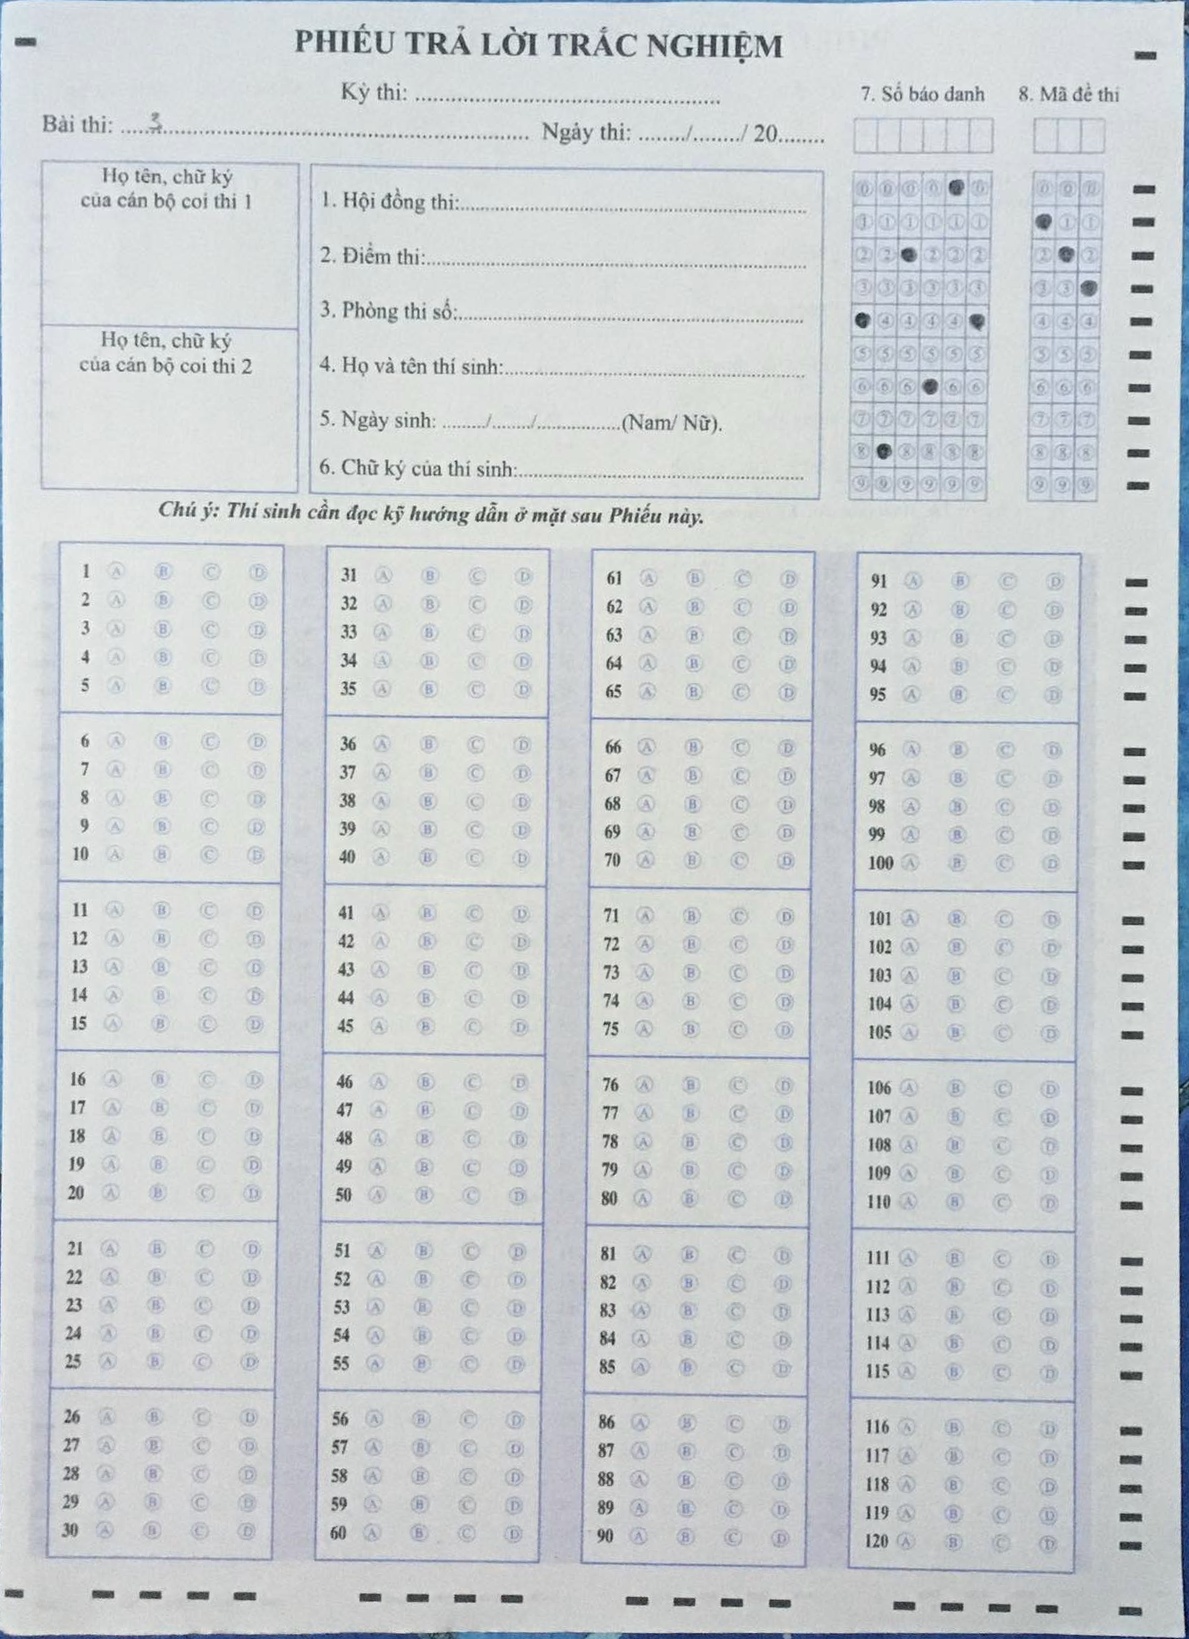 PHIẾU TRẢ LỜI TRẮC NGHIỆM
Kỳ thi: ........................................
Bài thi: .....3........................................ Ngày thi: ......../......../ 20........
7. Số báo danh 8. Mã đề thi
Họ tên, chữ ký
của cán bộ coi thi 1
Họ tên, chữ ký
của cán bộ coi thi 2
1. Hội đồng thi:........................................
2. Điểm thi:........................................
3. Phòng thi số:........................................
4. Họ và tên thí sinh:........................................
5. Ngày sinh: ......../......../................(Nam/ Nữ).
6. Chữ ký của thí sinh:........................................
0 0 0 0 0 0 0 0
1 1 1 1 1 1 1 1
2 2 2 2 2 2 2
3 3 3 3 3 3 3 3
4 4 4 4 4 4 4
5 5 5 5 5 5 5 5 5
6 6 6 6 6 6 6 6
7 7 7 7 7 7 7 7 7
8 8 8 8 8 8 8 8
9 9 9 9 9 9 9 9 9
Chú ý: Thí sinh cần đọc kỹ hướng dẫn ở mặt sau Phiếu này.
1 A B C D 31 A B C D 61 A B C D 91 A B C D
2 A B C D 32 A B C D 62 A B C D 92 A B C D
3 A B C D 33 A B C D 63 A B C D 93 A B C D
4 A B C D 34 A B C D 64 A B C D 94 A B C D
5 A B C D 35 A B C D 65 A B C D 95 A B C D
6 A B C D 36 A B C D 66 A B C D 96 A B C D
7 A B C D 37 A B C D 67 A B C D 97 A B C D
8 A B C D 38 A B C D 68 A B C D 98 A B C D
9 A B C D 39 A B C D 69 A B C D 99 A B C D
10 A B C D 40 A B C D 70 A B C D 100 A B C D
11 A B C D 41 A B C D 71 A B C D 101 A B C D
12 A B C D 42 A B C D 72 A B C D 102 A B C D
13 A B C D 43 A B C D 73 A B C D 103 A B C D
14 A B C D 44 A B C D 74 A B C D 104 A B C D
15 A B C D 45 A B C D 75 A B C D 105 A B C D
16 A B C D 46 A B C D 76 A B C D 106 A B C D
17 A B C D 47 A B C D 77 A B C D 107 A B C D
18 A B C D 48 A B C D 78 A B C D 108 A B C D
19 A B C D 49 A B C D 79 A B C D 109 A B C D
20 A B C D 50 A B C D 80 A B C D 110 A B C D
21 A B C D 51 A B C D 81 A B C D 111 A B C D
22 A B C D 52 A B C D 82 A B C D 112 A B C D
23 A B C D 53 A B C D 83 A B C D 113 A B C D
24 A B C D 54 A B C D 84 A B C D 114 A B C D
25 A B C D 55 A B C D 85 A B C D 115 A B C D
26 A B C D 56 A B C D 86 A B C D 116 A B C D
27 A B C D 57 A B C D 87 A B C D 117 A B C D
28 A B C D 58 A B C D 88 A B C D 118 A B C D
29 A B C D 59 A B C D 89 A B C D 119 A B C D
30 A B C D 60 A B C D 90 A B C D 120 A B C D